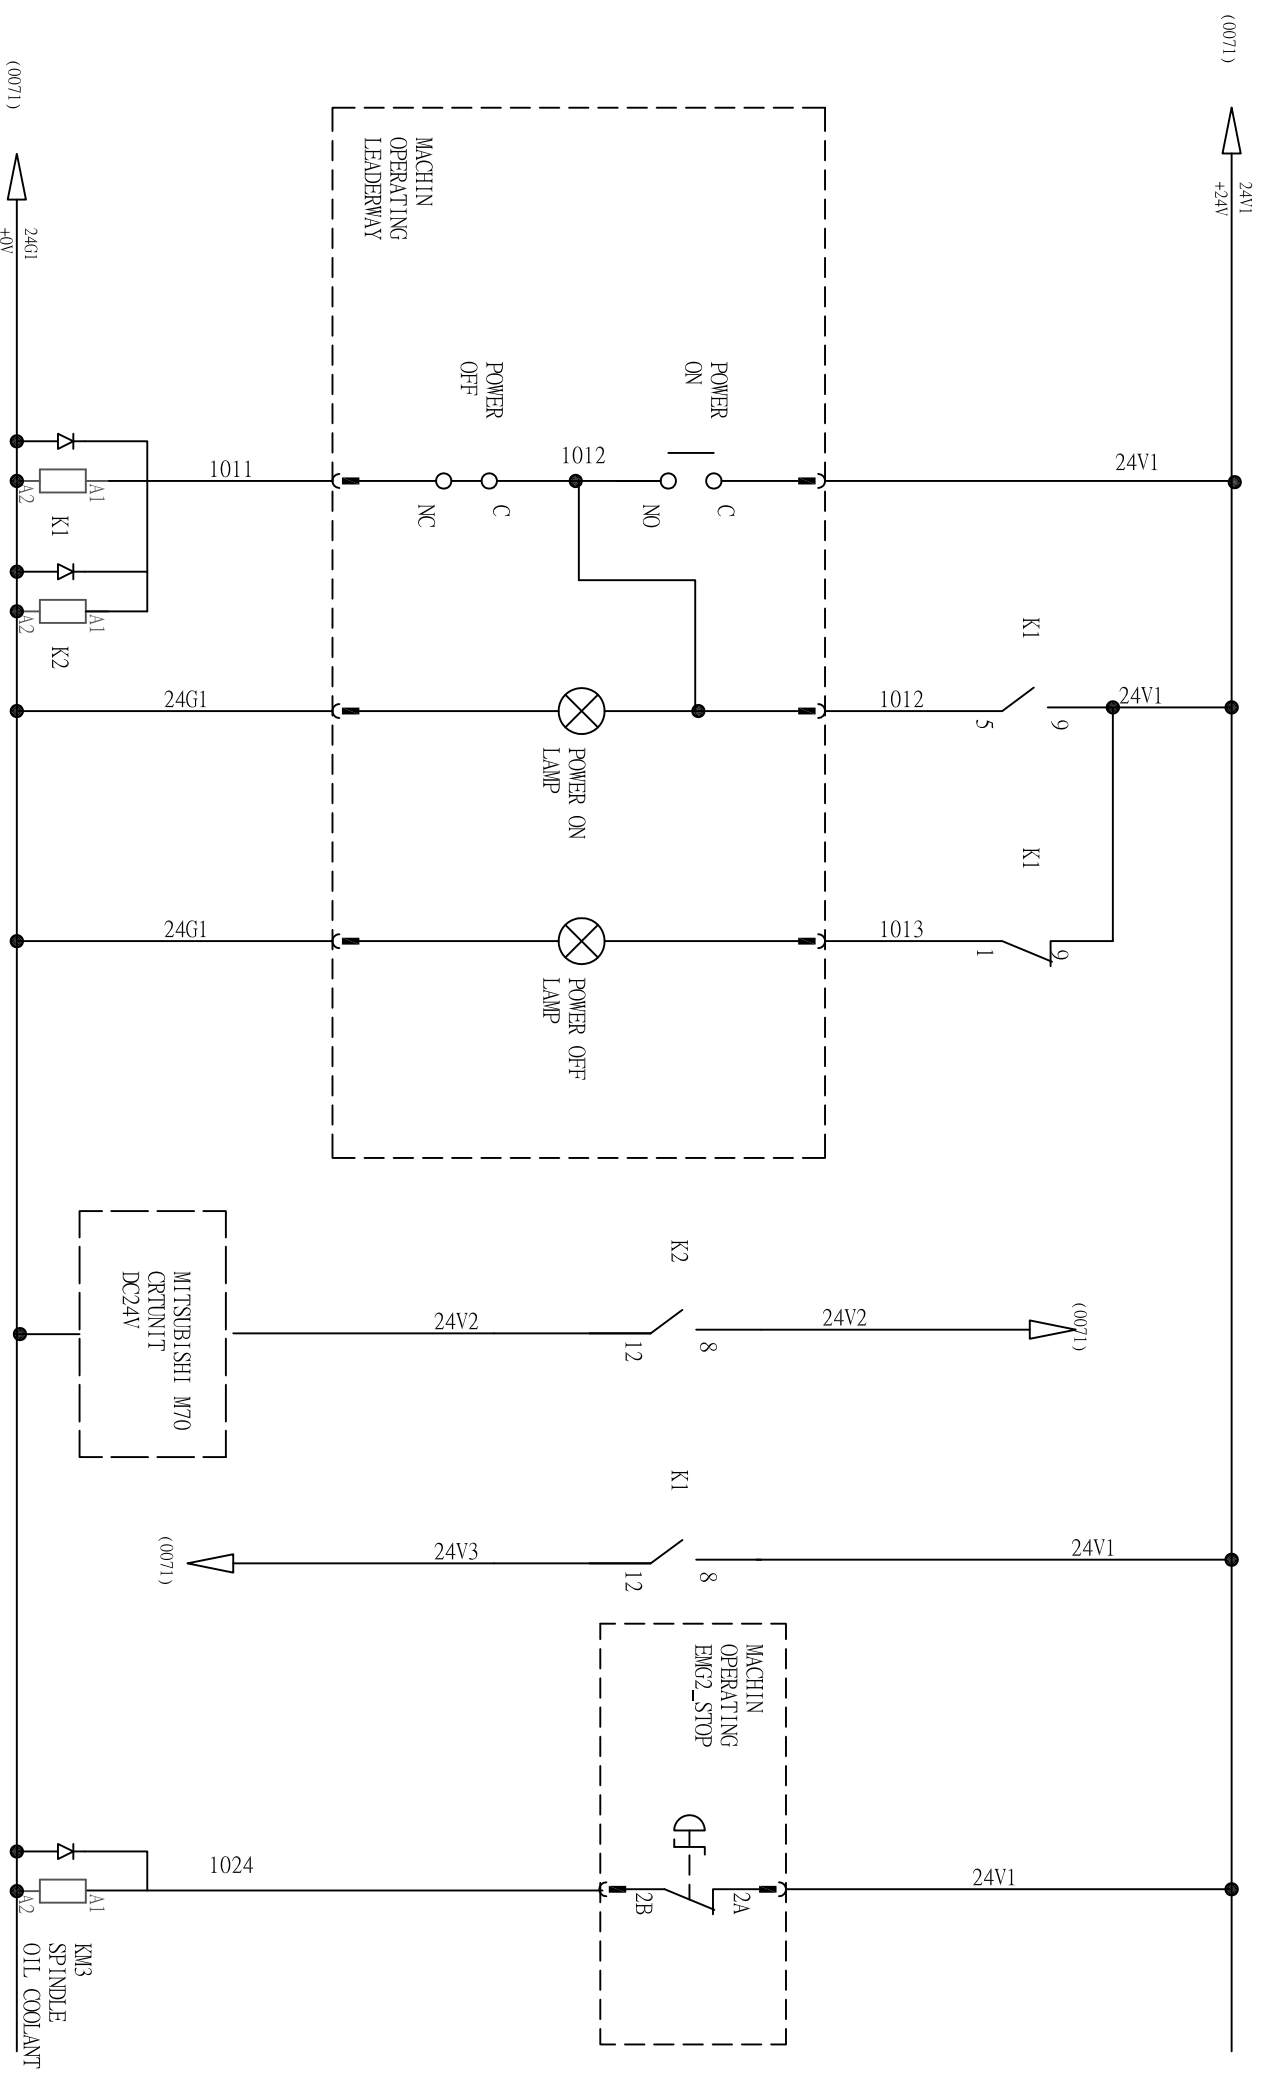 (0071)
24V1
+24V
(0071)
24G1
+0V
MACHIN
OPERATING
LEADERWAY
POWER
ON
POWER
OFF
24V1
C
NO
1012
C
NC
1011
A1
A2
K1
A1
A2
K2
K1
24V1
9
5
1012
POWER ON
LAMP
24G1
K1
9
1
1013
POWER OFF
LAMP
24G1
(0071)
24V2
K2
8
12
24V2
MITSUBISHI M70
CRTUNIT
DC24V
24V1
K1
8
12
24V3
(0071)
MACHIN
OPERATING
EMG2_STOP
24V1
2A
2B
1024
A1
A2
KM3
SPINDLE
OIL COOLANT